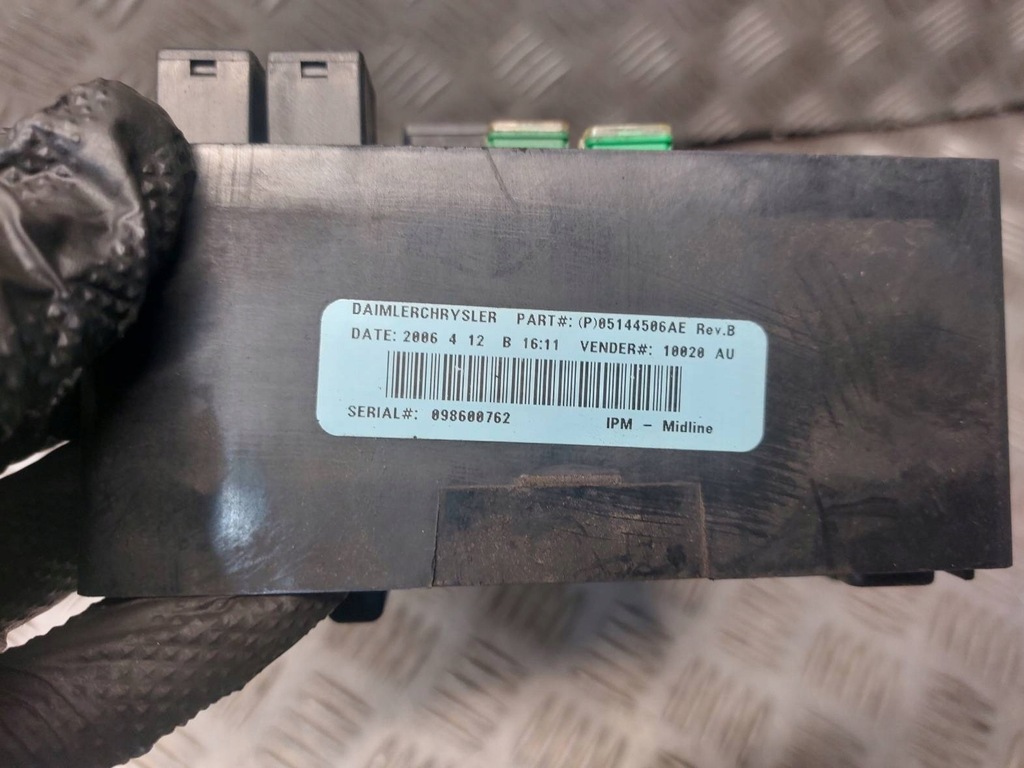 DAIMLERCHRYSLER PART#: (P)05144506AE Rev.B
DATE: 2006 4 12 B 16:11 VENDER#: 10020 AU
SERIAL#: 098600762 IPM - Midline